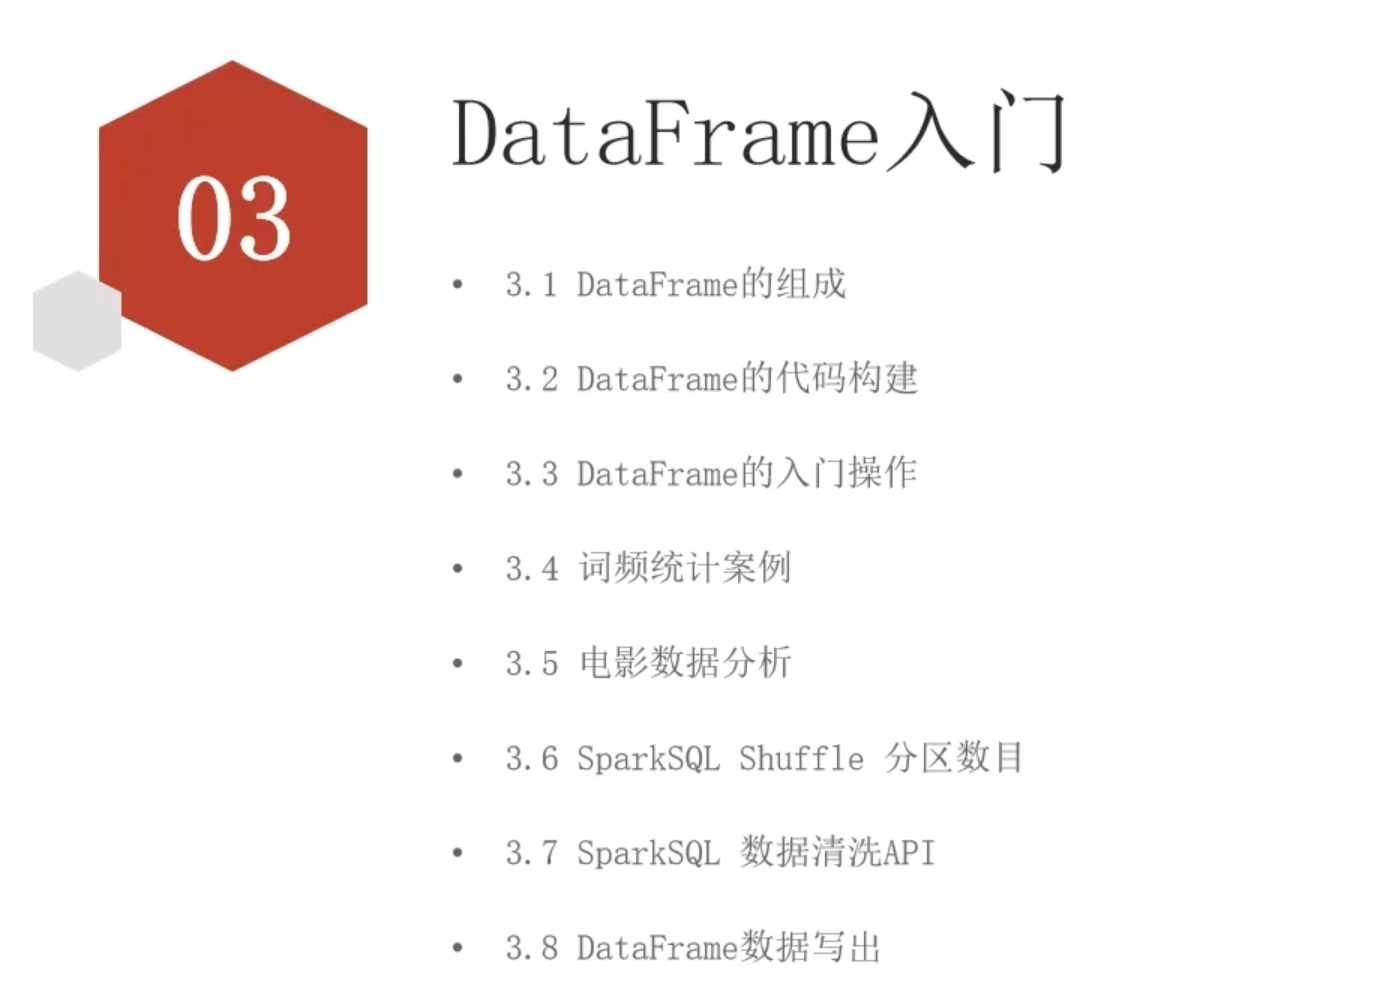 03
DataFrame入门
• 3.1 DataFrame的组成
• 3.2 DataFrame的代码构建
• 3.3 DataFrame的入门操作
• 3.4 词频统计案例
• 3.5 电影数据分析
• 3.6 SparkSQL Shuffle 分区数目
• 3.7 SparkSQL 数据清洗API
• 3.8 DataFrame数据写出